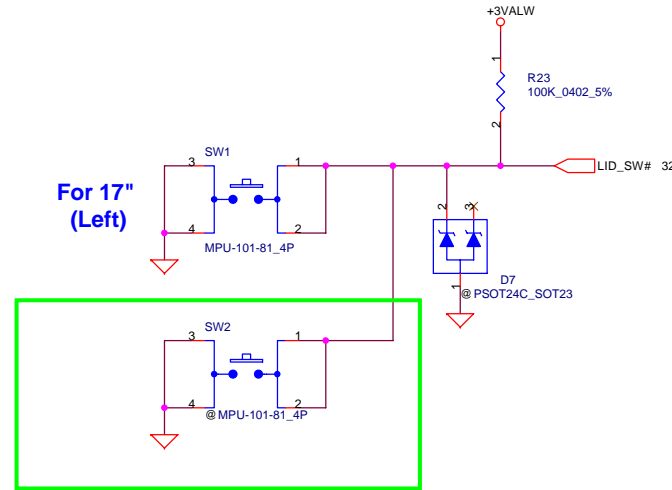 +3VALW
1
R23
100K_0402_5%
2
SW1
3
1
LID_SW# 32
For 17"
(Left)
4
2
2
3
MPU-101-81_4P
1
D7
@PSOT24C_SOT23
SW2
3
1
4
2
@MPU-101-81_4P